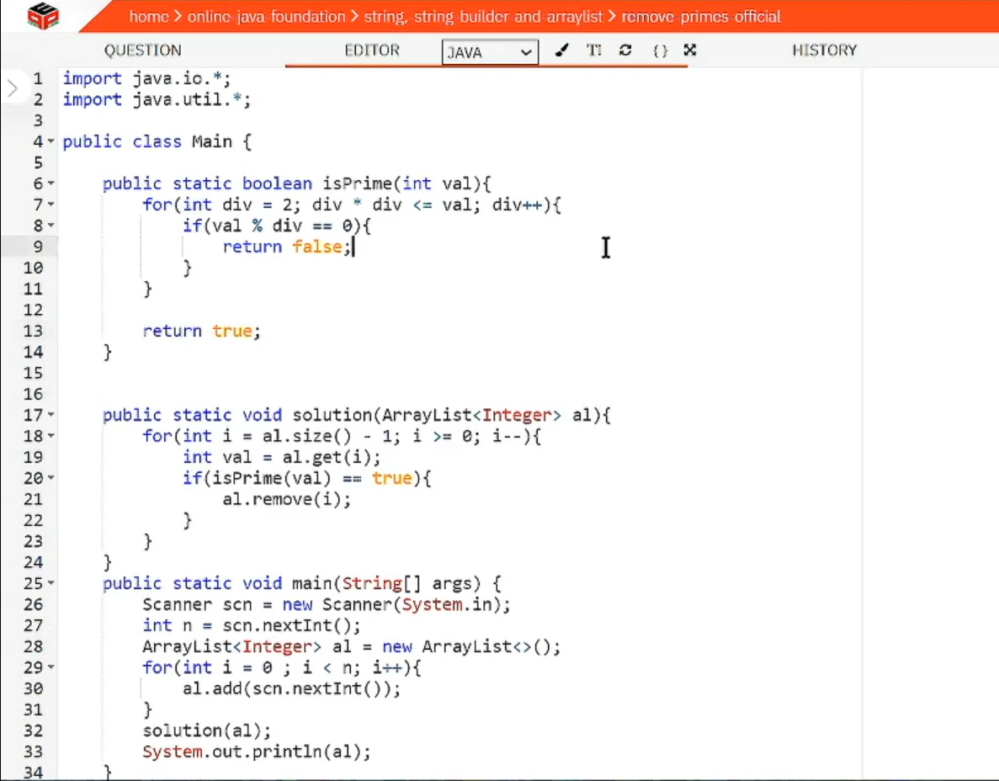 home > online-java-foundation > string, string builder and arraylist > remove-primes-official
QUESTION EDITOR JAVA TI {} HISTORY
1 import java.io.*;
2 import java.util.*;
3
4 public class Main {
5
6     public static boolean isPrime(int val){
7         for(int div = 2; div * div <= val; div++){
8             if(val % div == 0){
9                 return false;
10             }
11         }
12
13         return true;
14     }
15
16
17     public static void solution(ArrayList<Integer> al){
18         for(int i = al.size() - 1; i >= 0; i--){
19             int val = al.get(i);
20             if(isPrime(val) == true){
21                 al.remove(i);
22             }
23         }
24     }
25     public static void main(String[] args) {
26         Scanner scn = new Scanner(System.in);
27         int n = scn.nextInt();
28         ArrayList<Integer> al = new ArrayList<>();
29         for(int i = 0 ; i < n; i++){
30             al.add(scn.nextInt());
31         }
32         solution(al);
33         System.out.println(al);
34     }